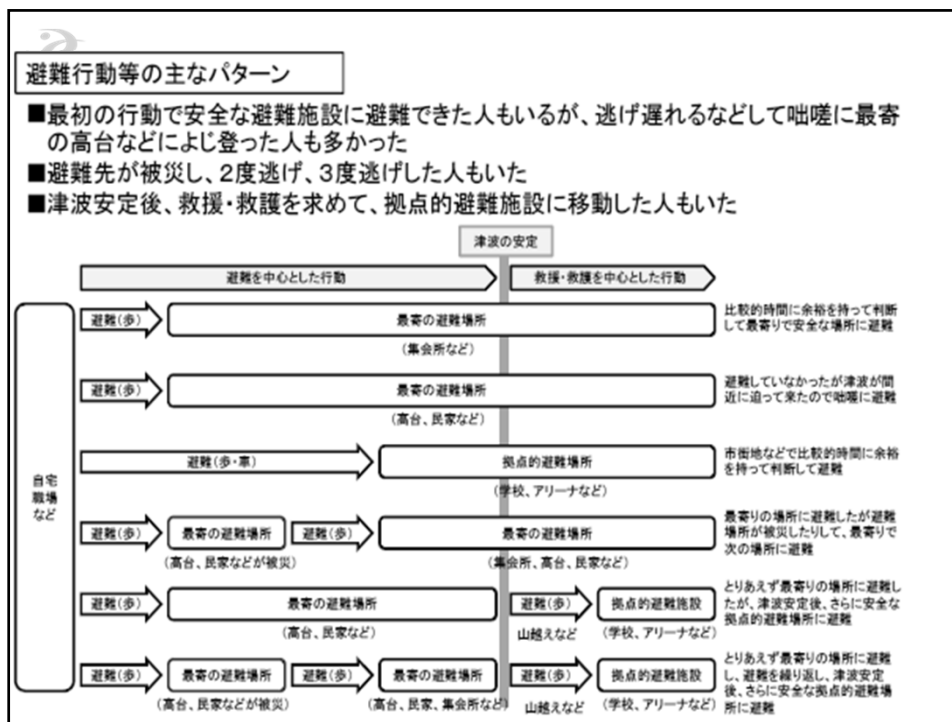 避難行動等の主なパターン
■最初の行動で安全な避難施設に避難できた人もいるが、逃げ遅れるなどして咄嗟に最寄
の高台などによじ登った人も多かった
■避難先が被災し、２度逃げ、３度逃げした人もいた
■津波安定後、救援・救護を求めて、拠点的避難施設に移動した人もいた
津波の安定
避難を中心とした行動
救援・救護を中心とした行動
自宅
職場
など
避難(歩)
最寄の避難場所
(集会所など)
比較的時間に余裕を持って判断
して最寄りで安全な場所に避難
避難(歩)
最寄の避難場所
(高台、民家など)
避難していなかったが津波が間
近に迫って来たので咄嗟に避難
避難(歩・車)
拠点的避難場所
(学校、アリーナなど)
市街地などで比較的時間に余裕
を持って判断して避難
避難(歩)
最寄の避難場所
(高台、民家などが被災)
避難(歩)
最寄の避難場所
(集会所、高台、民家など)
最寄りの場所に避難したが避難
場所が被災したりして、最寄りで
次の場所に避難
避難(歩)
最寄の避難場所
(高台、民家など)
避難(歩)
山越えなど
拠点的避難施設
(学校、アリーナなど)
とりあえず最寄りの場所に避難し
たが、津波安定後、さらに安全な
拠点的避難場所に避難
避難(歩)
最寄の避難場所
(高台、民家などが被災)
避難(歩)
最寄の避難場所
(高台、民家、集会所など)
避難(歩)
山越えなど
拠点的避難施設
(学校、アリーナなど)
とりあえず最寄りの場所に避難
し、避難を繰り返し、津波安定
後、さらに安全な拠点的避難場
所に避難